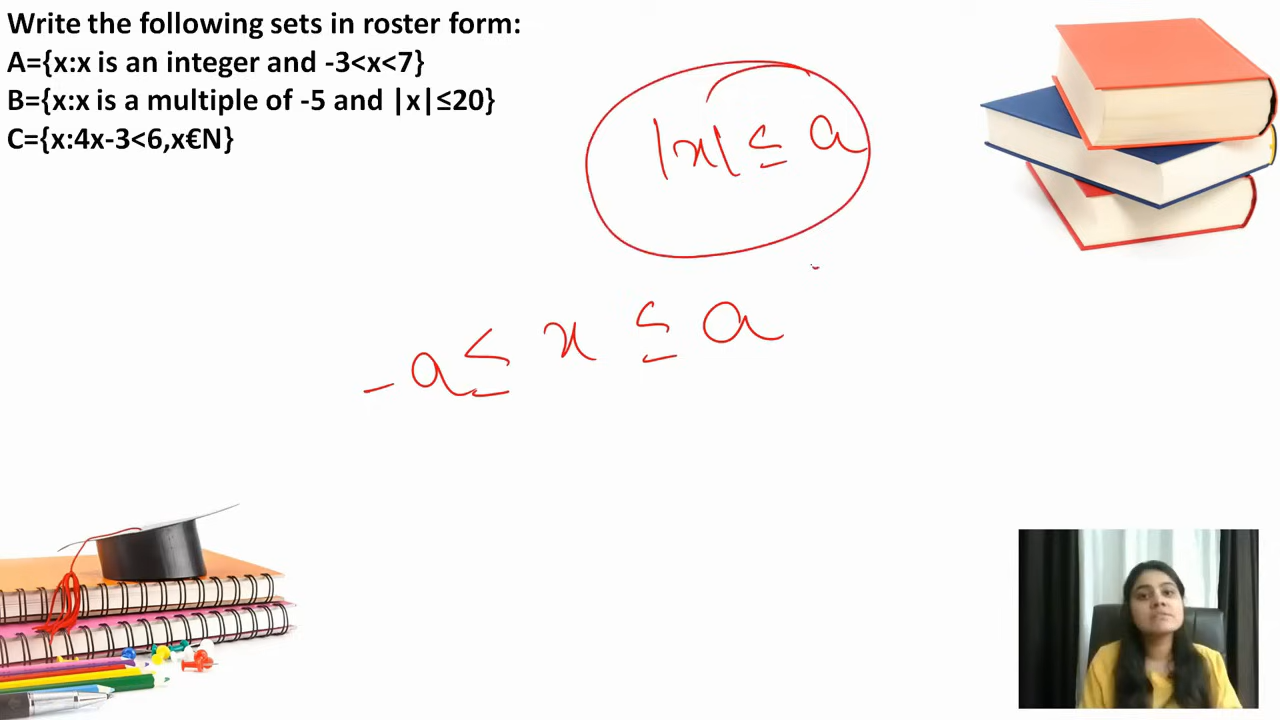 Write the following sets in roster form:
A={x:x is an integer and -3<x<7}
B={x:x is a multiple of -5 and |x|≤20}
C={x:4x-3<6,x€N}
|x| ≤ a
-a ≤ x ≤ a